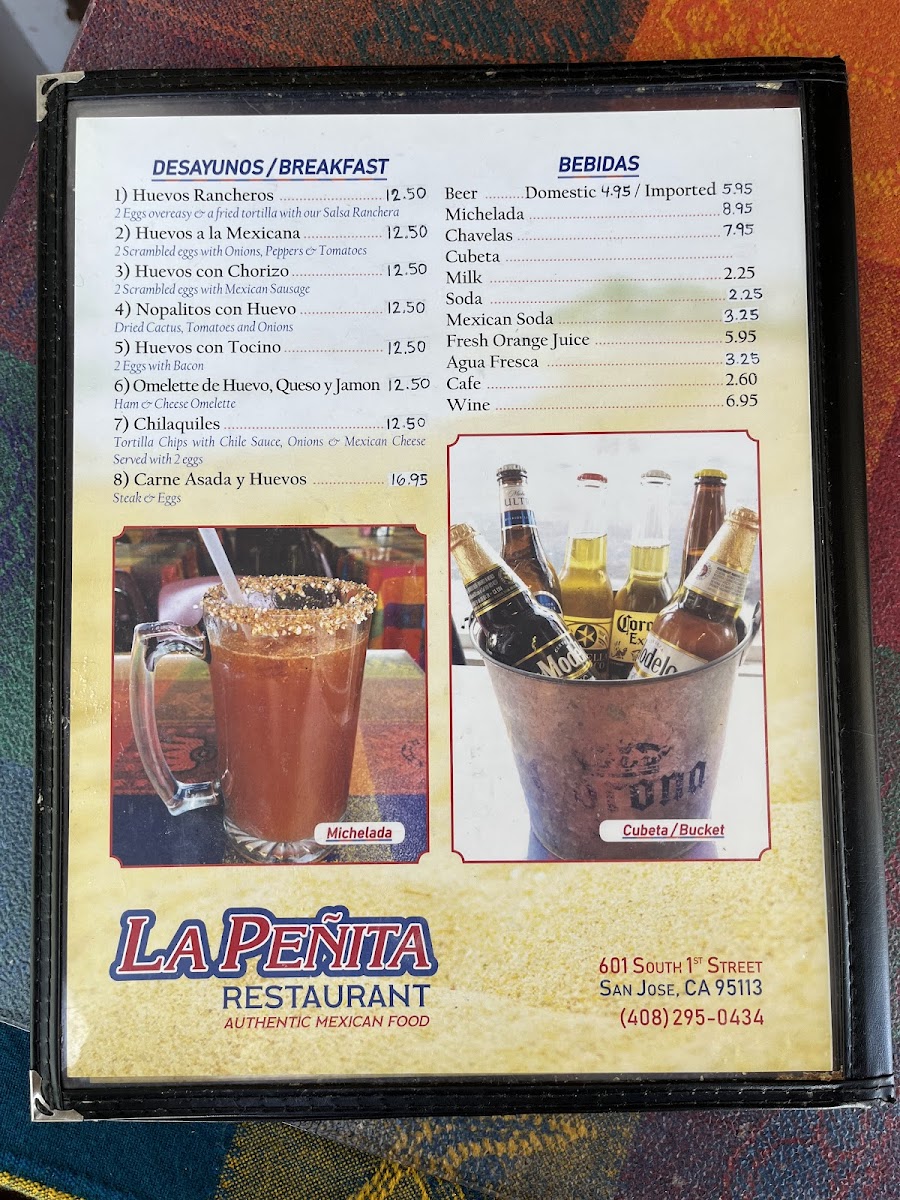 DESAYUNOS / BREAKFAST
1) Huevos Rancheros ........ 12.50
2 Eggs overeasy & a fried tortilla with our Salsa Ranchera
2) Huevos a la Mexicana ........ 12.50
2 Scrambled eggs with Onions, Peppers & Tomatoes
3) Huevos con Chorizo ........ 12.50
2 Scrambled eggs with Mexican Sausage
4) Nopalitos con Huevo ........ 12.50
Dried Cactus, Tomatoes and Onions
5) Huevos con Tocino ........ 12.50
2 Eggs with Bacon
6) Omelette de Huevo, Queso y Jamon 12.50
Ham & Cheese Omelette
7) Chilaquiles ........ 12.50
Tortilla Chips with Chile Sauce, Onions & Mexican Cheese
Served with 2 eggs
8) Carne Asada y Huevos ........ 16.95
Steak & Eggs
BEBIDAS
Beer ........ Domestic 4.95 / Imported 5.95
Michelada ........ 8.95
Chavelas ........ 7.95
Cubeta ........
Milk ........ 2.25
Soda ........ 2.25
Mexican Soda ........ 3.25
Fresh Orange Juice ........ 5.95
Agua Fresca ........ 3.25
Cafe ........ 2.60
Wine ........ 6.95
Michelada
ULT
Coro
Ex
Mode
Modelo
Corona
Cubeta / Bucket
LA PEÑITA
RESTAURANT
AUTHENTIC MEXICAN FOOD
601 SOUTH 1ST STREET
SAN JOSE, CA 95113
(408) 295-0434